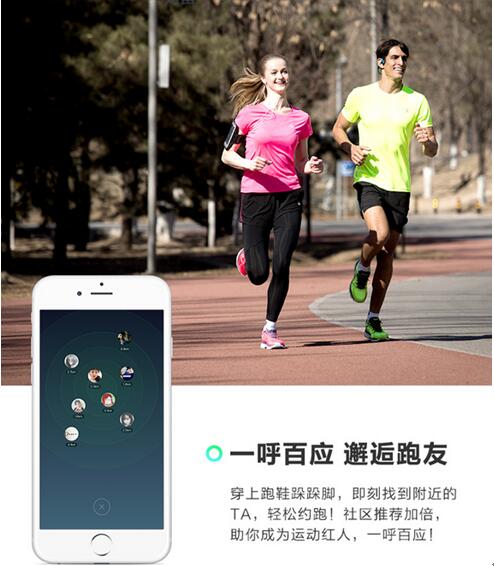 一呼百应 邂逅跑友
穿上跑鞋跺跺脚，即刻找到附近的
TA，轻松约跑！社区推荐加倍，
助你成为运动红人，一呼百应！